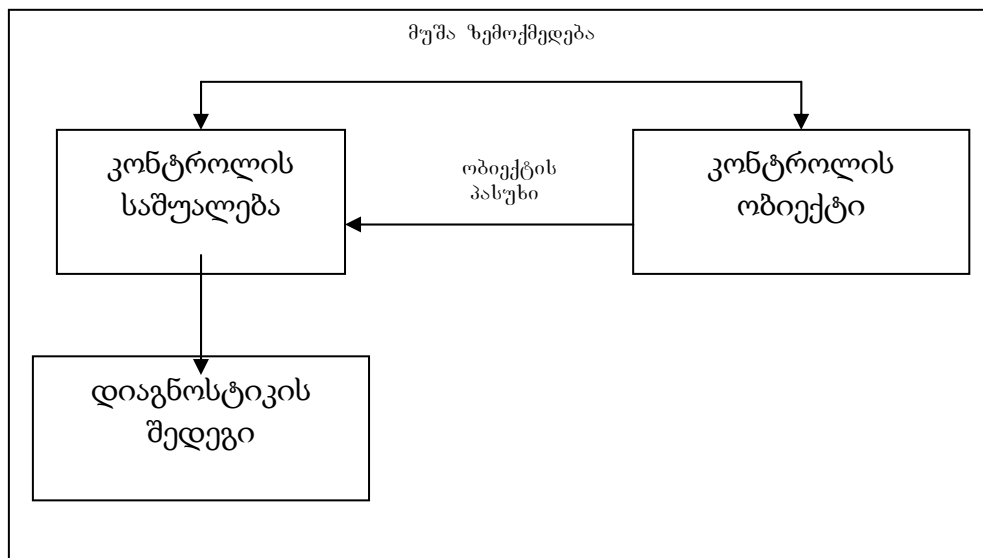 მუშა ზემოქმედება
კონტროლის
საშუალება
ობიექტის
პასუხი
კონტროლის
ობიექტი
დიაგნოსტიკის
შედეგი